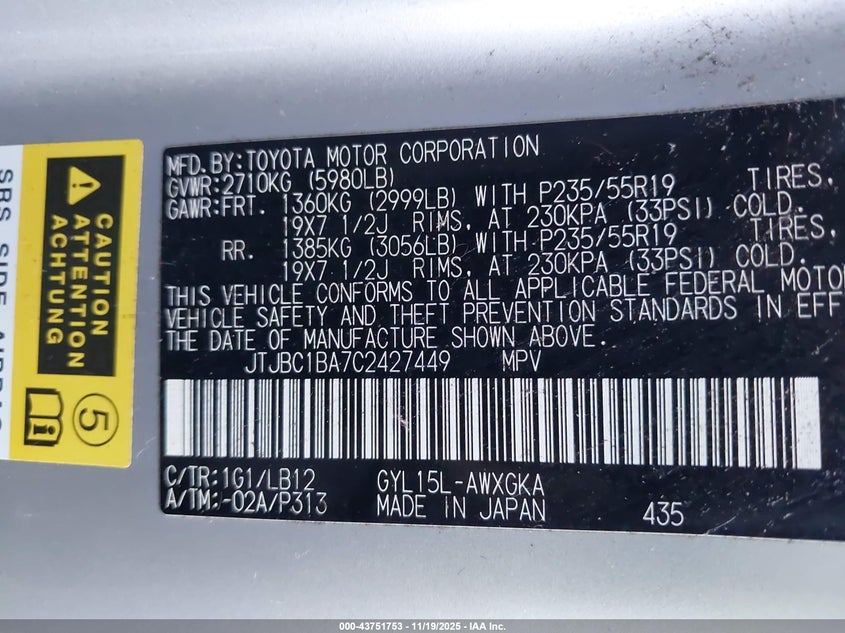 MFD.BY:TOYOTA MOTOR CORPORATION
GVWR:2710KG (5980LB)
GAWR:FRT. 1360KG (2999LB) WITH P235/55R19 TIRES,
19X7 1/2J RIMS, AT 230KPA (33PSI) COLD.
RR. 1385KG (3056LB) WITH P235/55R19 TIRES,
19X7 1/2J RIMS, AT 230KPA (33PSI) COLD.
THIS VEHICLE CONFORMS TO ALL APPLICABLE FEDERAL MOTO
VEHICLE SAFETY AND THEFT PREVENTION STANDARDS IN EFF
THE DATE OF MANUFACTURE SHOWN ABOVE.
JTJBC1BA7C2427449 MPV
C/TR:1G1/LB12 GYL15L-AWXGKA
A/TM:-02A/P313 MADE IN JAPAN 435
CAUTION
ATTENTION
ACHTUNG
5
i
SRS SIDE AIRBAG
000-43751753 - 11/19/2025 - IAA Inc.